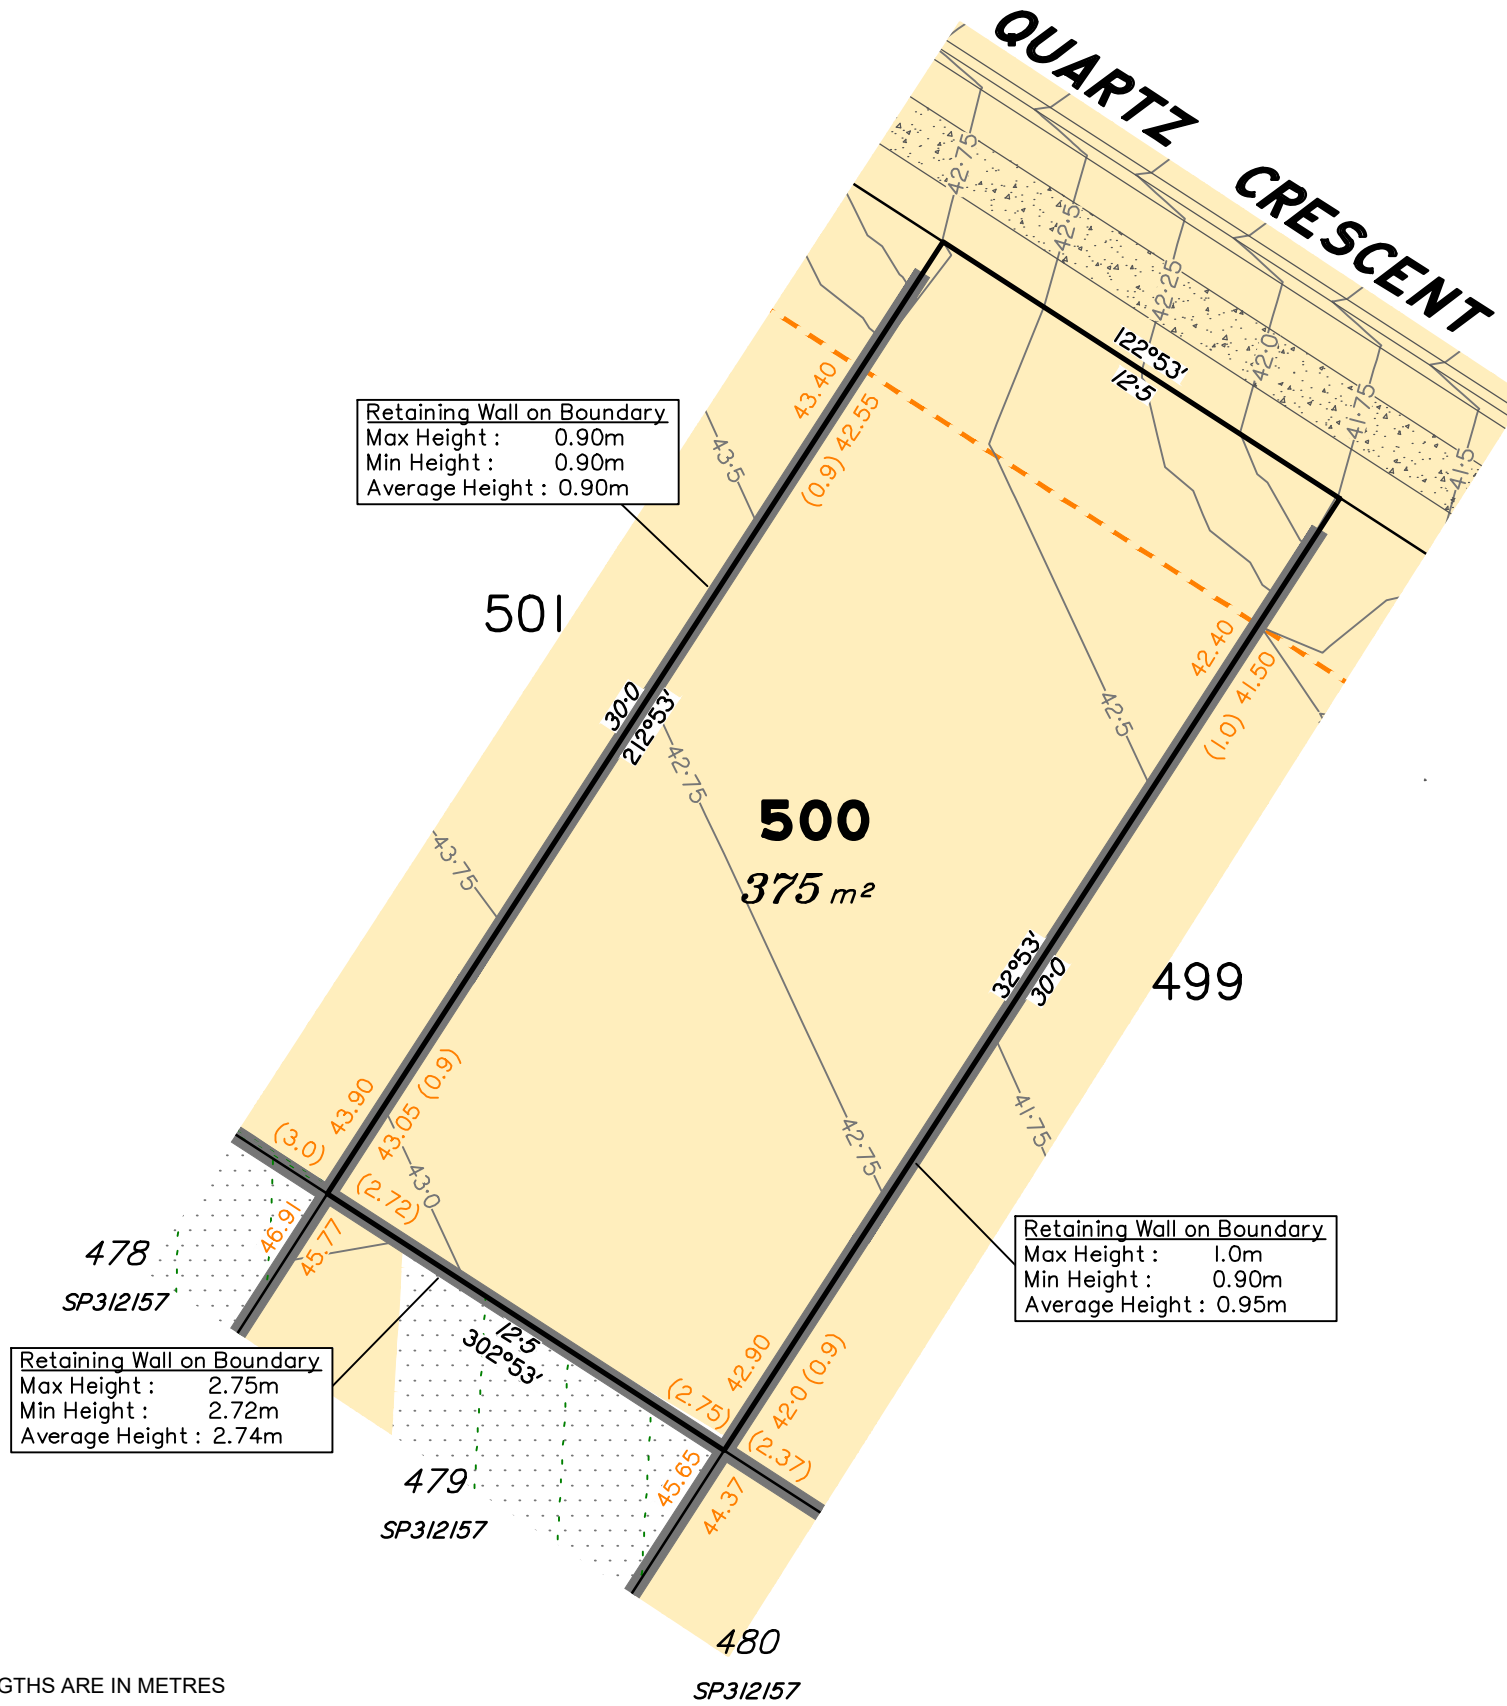 QUARTZ CRESCENT
42·75
42·5
42·25
42·0
41·75
41·5
122°53'
12·5
43.40
(0.9) 42.55
Retaining Wall on Boundary
Max Height : 0.90m
Min Height : 0.90m
Average Height : 0.90m
43·5
501
30·0
212°53'
42.40
(1.0) 41.50
42·5
42·75
500
375 m²
43·75
32°53'
30·0
499
43.90
43.05 (0.9)
(3.0)
(2.72)
43·0
42·75
41·75
46.91
45.77
478
SP312157
Retaining Wall on Boundary
Max Height : 1.0m
Min Height : 0.90m
Average Height : 0.95m
12·5
302°53'
Retaining Wall on Boundary
Max Height : 2.75m
Min Height : 2.72m
Average Height : 2.74m
42.90
42.0 (0.9)
(2.75)
(2.37)
45.65
44.37
479
SP312157
480
SP312157
GTHS ARE IN METRES